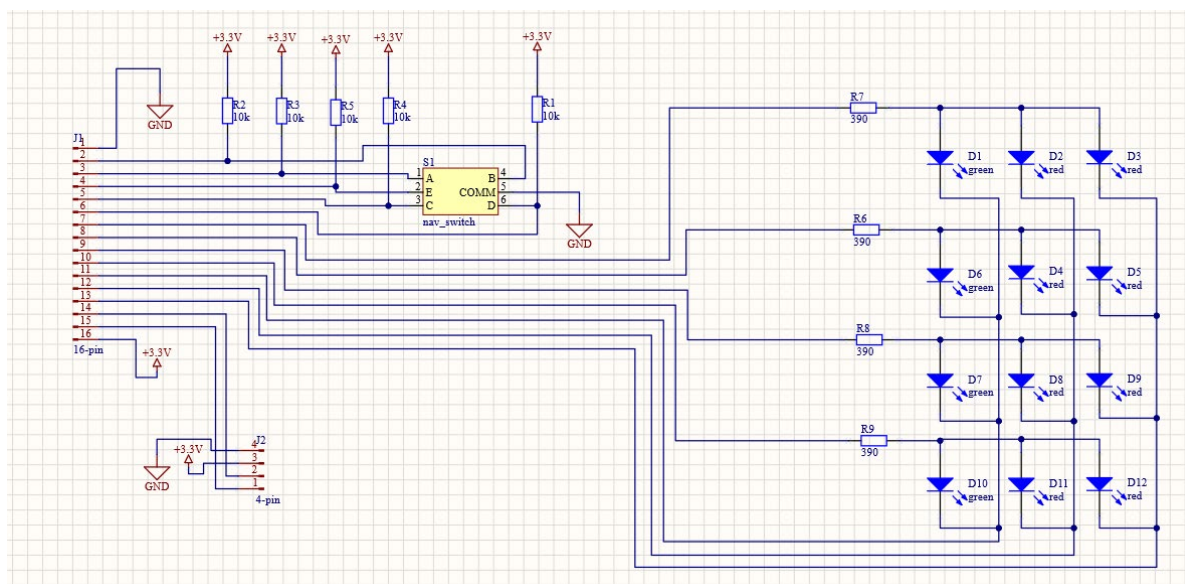 +3.3V
+3.3V
+3.3V
+3.3V
+3.3V
R2
10k
R3
10k
R5
10k
R4
10k
R1
10k
GND
J1
1
2
3
4
5
6
7
8
9
10
11
12
13
14
15
16
16-pin
S1
1 A B 4
2 E COMM 5
3 C D 6
nav_switch
GND
+3.3V
R7
390
D1
green
D2
red
D3
red
R6
390
D6
green
D4
red
D5
red
R8
390
D7
green
D8
red
D9
red
R9
390
D10
green
D11
red
D12
red
J2
4
3
2
1
4-pin
+3.3V
GND